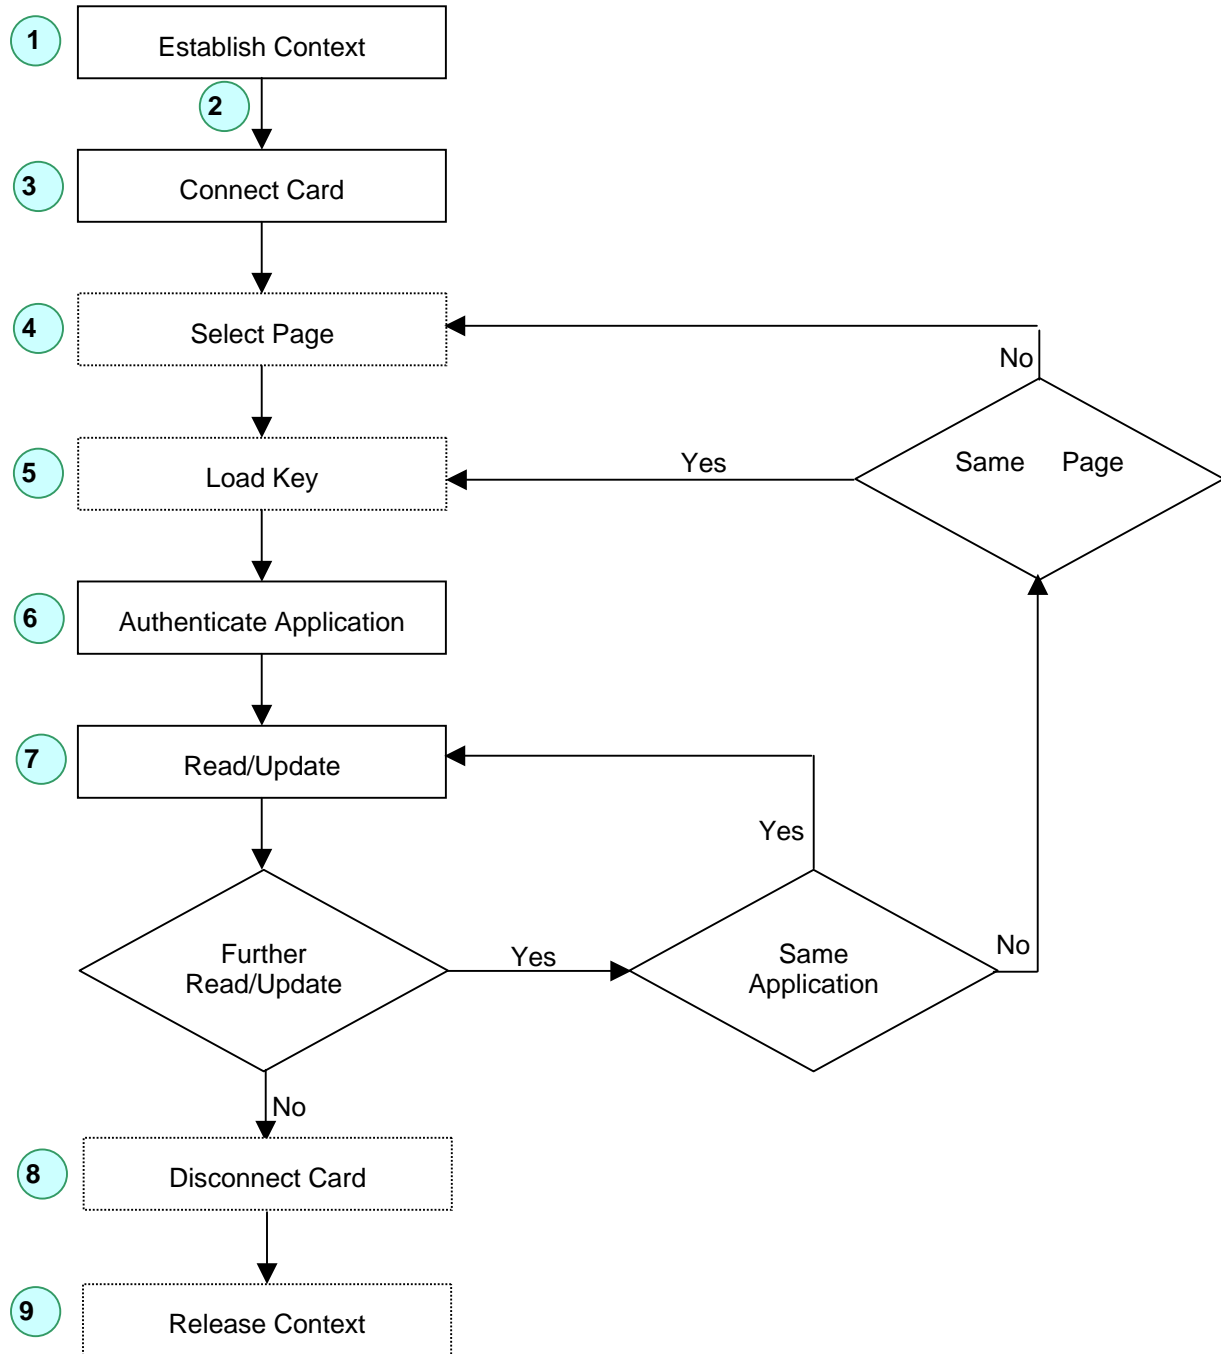 1
Establish Context
2
3
Connect Card
4
Select Page
No
5
Load Key
Yes
Same Page
6
Authenticate Application
7
Read/Update
Yes
Further
Read/Update
Yes
Same
Application
No
No
8
Disconnect Card
9
Release Context